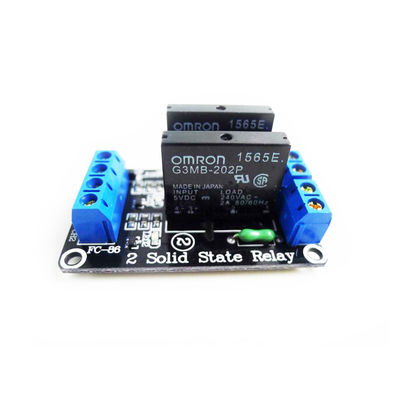 OMRON 1565E.
OMRON 1565E.
G3MB-202P
MADE IN JAPAN
INPUT LOAD
5VDC 240VAC~
2A 50/60Hz
FC-86
2
2 Solid State Relay